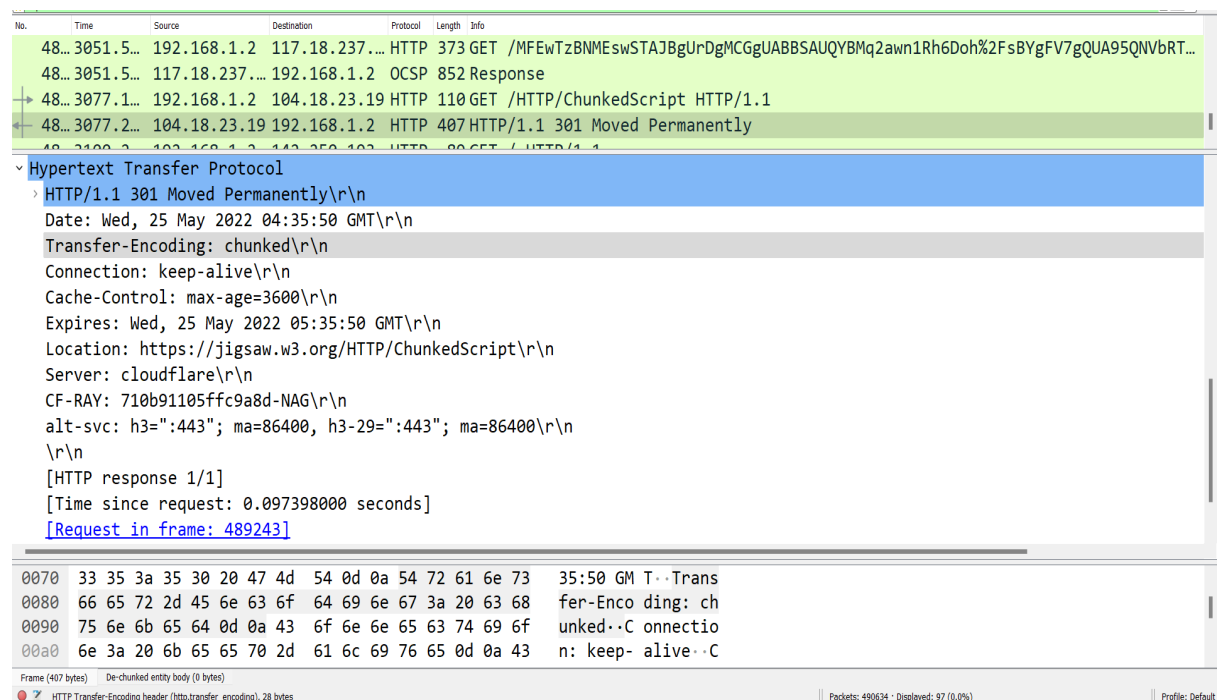 No. Time Source Destination Protocol Length Info
48… 3051.5… 192.168.1.2 117.18.237.… HTTP 373 GET /MFEwTzBNMEswSTAJBgUrDgMCGgUABBSAUQYBMq2awn1Rh6Doh%2FsBYgFV7gQUA95QNVbRT…
48… 3051.5… 117.18.237.… 192.168.1.2 OCSP 852 Response
48… 3077.1… 192.168.1.2 104.18.23.19 HTTP 110 GET /HTTP/ChunkedScript HTTP/1.1
48… 3077.2… 104.18.23.19 192.168.1.2 HTTP 407 HTTP/1.1 301 Moved Permanently
Hypertext Transfer Protocol
HTTP/1.1 301 Moved Permanently\r\n
Date: Wed, 25 May 2022 04:35:50 GMT\r\n
Transfer-Encoding: chunked\r\n
Connection: keep-alive\r\n
Cache-Control: max-age=3600\r\n
Expires: Wed, 25 May 2022 05:35:50 GMT\r\n
Location: https://jigsaw.w3.org/HTTP/ChunkedScript\r\n
Server: cloudflare\r\n
CF-RAY: 710b91105ffc9a8d-NAG\r\n
alt-svc: h3=":443"; ma=86400, h3-29=":443"; ma=86400\r\n
\r\n
[HTTP response 1/1]
[Time since request: 0.097398000 seconds]
[Request in frame: 489243]
0070 33 35 3a 35 30 20 47 4d 54 0d 0a 54 72 61 6e 73 35:50 GM T··Trans
0080 66 65 72 2d 45 6e 63 6f 64 69 6e 67 3a 20 63 68 fer-Enco ding: ch
0090 75 6e 6b 65 64 0d 0a 43 6f 6e 6e 65 63 74 69 6f unked··C onnectio
00a0 6e 3a 20 6b 65 65 70 2d 61 6c 69 76 65 0d 0a 43 n: keep- alive··C
Frame (407 bytes) De-chunked entity body (0 bytes)
HTTP Transfer-Encoding header (http.transfer_encoding), 28 bytes Packets: 490634 · Displayed: 97 (0.0%) Profile: Default